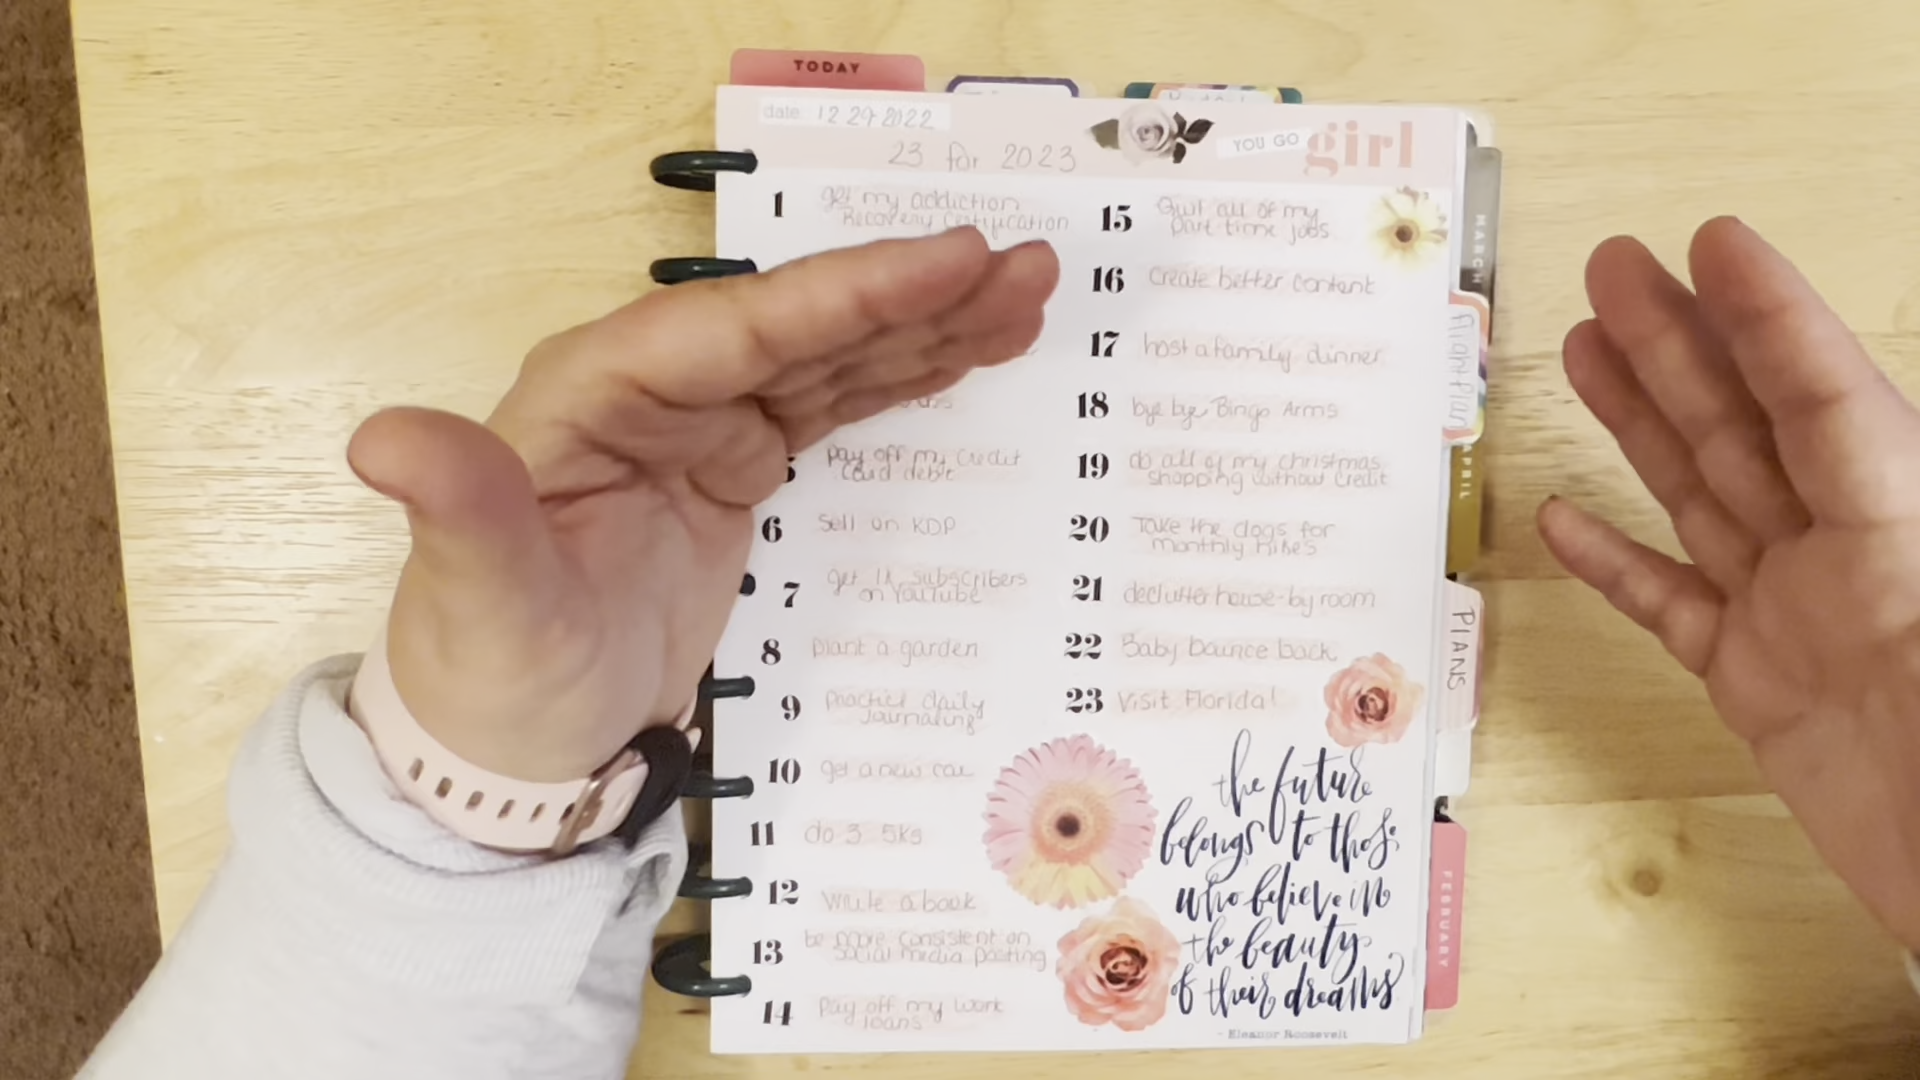 TODAY
date: 12 29 2022
YOU GO girl
23 for 2023
1 get my addiction
Recovery Certification
5 pay off my credit
card debt
6 Sell on KDP
7 get 1k subscribers
on YouTube
8 plant a garden
9 practice daily
Journaling
10 get a new car
11 do 3 5ks
12 Write a book
13 be more consistent on
social media posting
14 Pay off my work
loans
15 Quit all of my
part-time jobs
16 Create better content
17 host a family dinner
18 bye bye Bingo Arms
19 do all of my christmas
shopping without credit
20 Take the dogs for
monthly hikes
21 declutter house-by room
22 Baby bounce back
23 Visit Florida!
the future
belongs to those
who believe in
the beauty
of their dreams
- Eleanor Roosevelt
MARCH
APRIL
PLANS
FEBRUARY